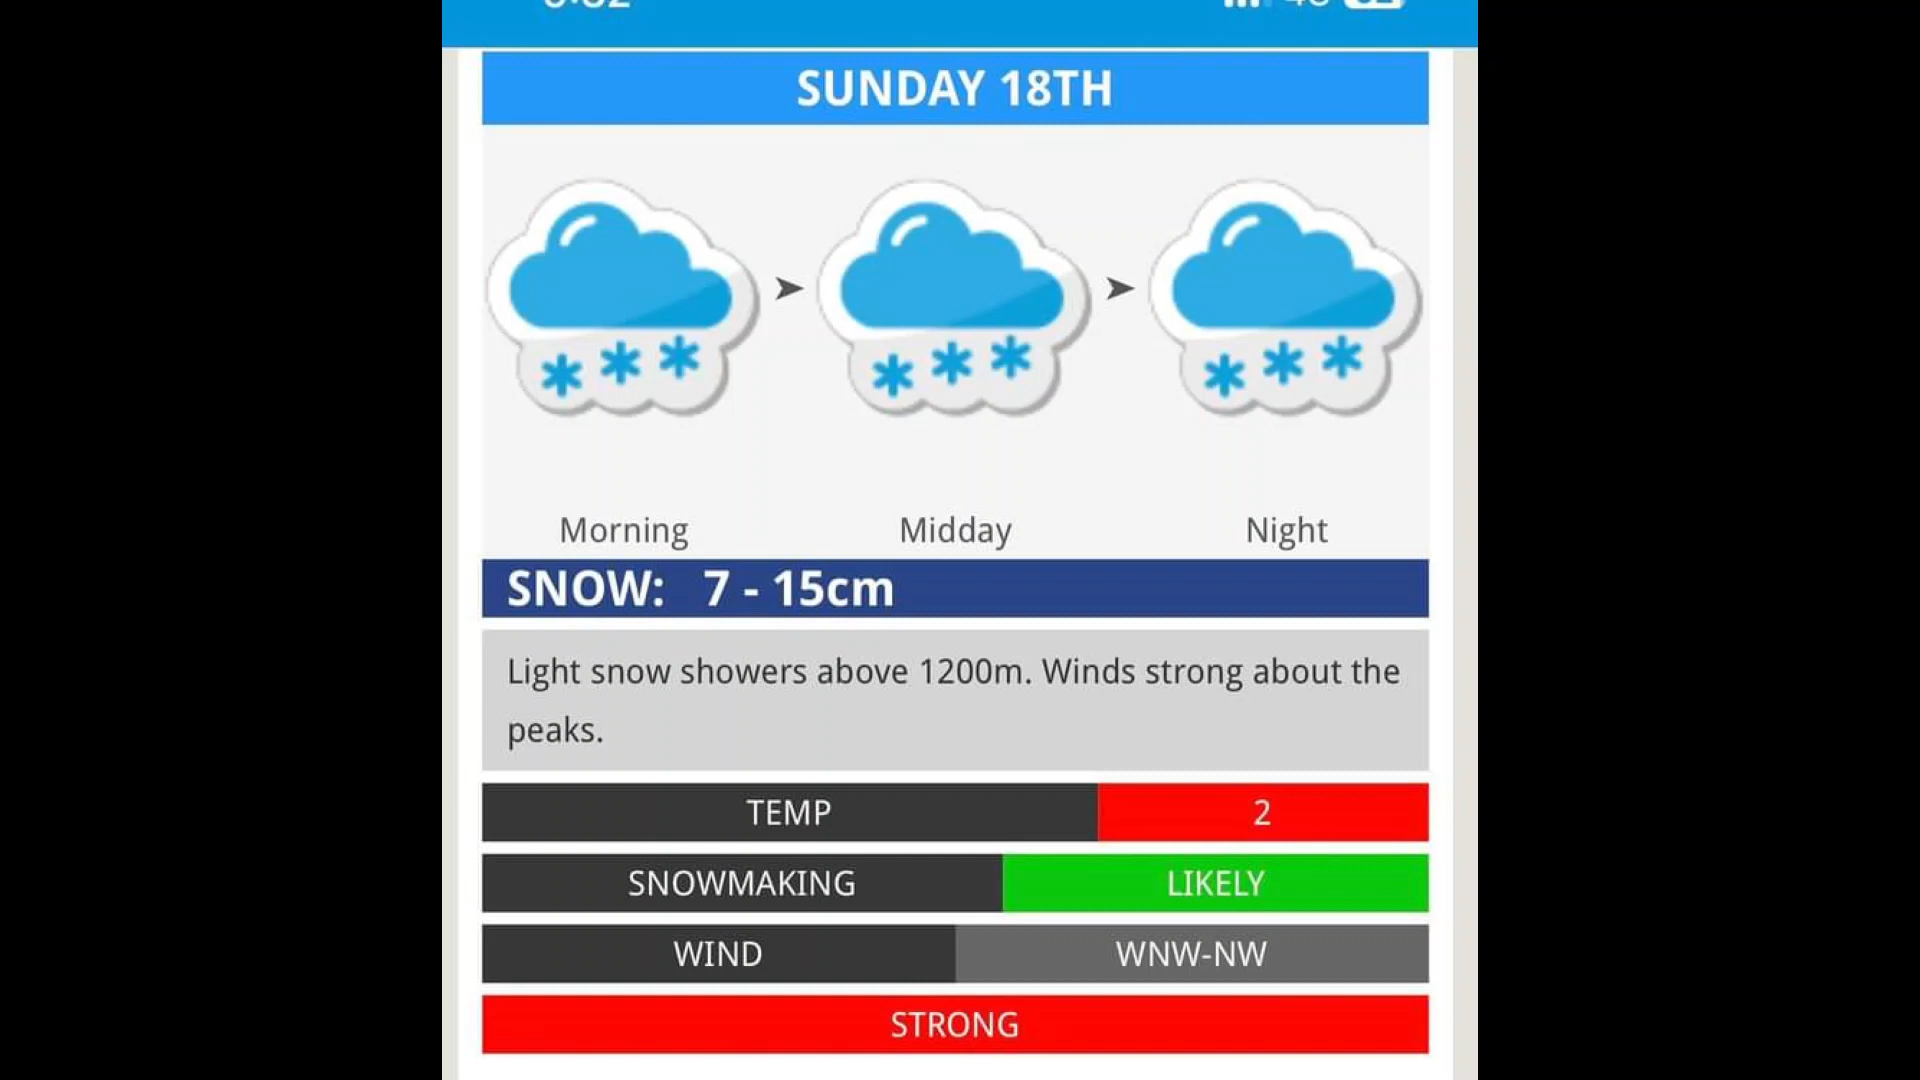 SUNDAY 18TH
Morning Midday Night
SNOW: 7 - 15cm
Light snow showers above 1200m. Winds strong about the
peaks.
TEMP 2
SNOWMAKING LIKELY
WIND WNW-NW
STRONG